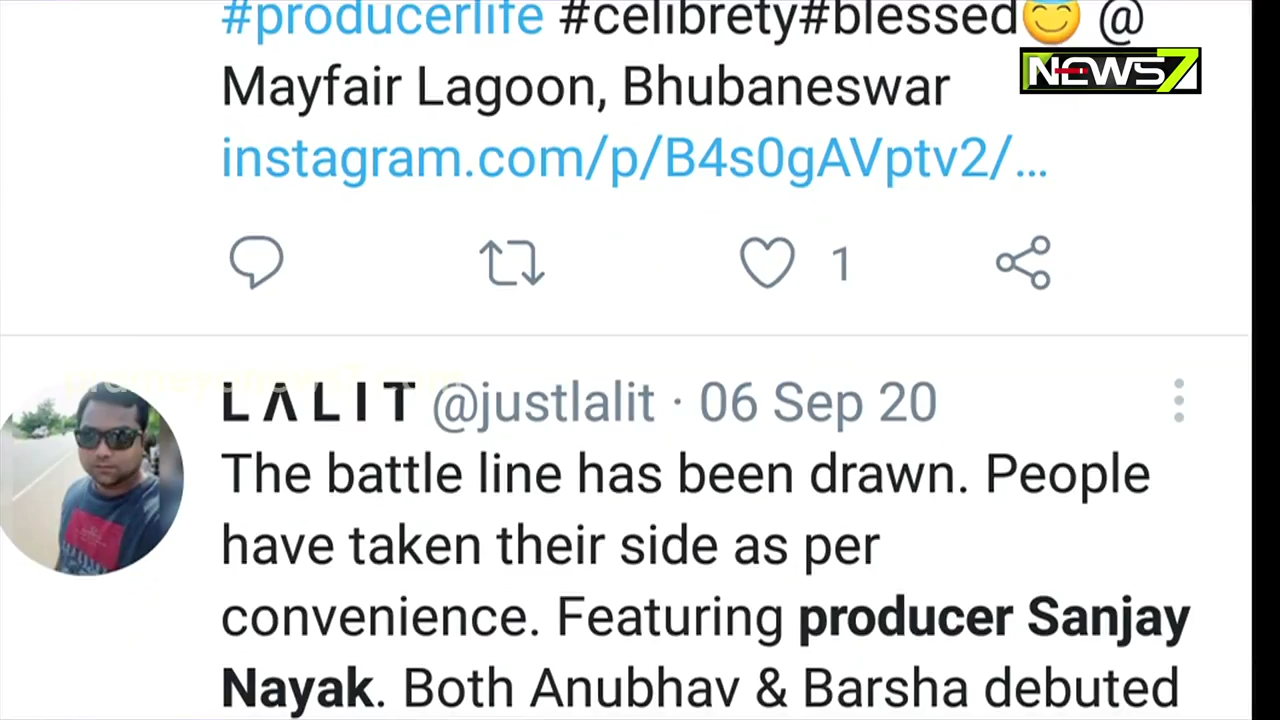 #producerlife #celibrety#blessed😇 @
NEWS7
Mayfair Lagoon, Bhubaneswar
instagram.com/p/B4s0gAVptv2/...
1
LΛLIT @justlalit · 06 Sep 20
The battle line has been drawn. People
have taken their side as per
convenience. Featuring producer Sanjay
Nayak. Both Anubhav & Barsha debuted